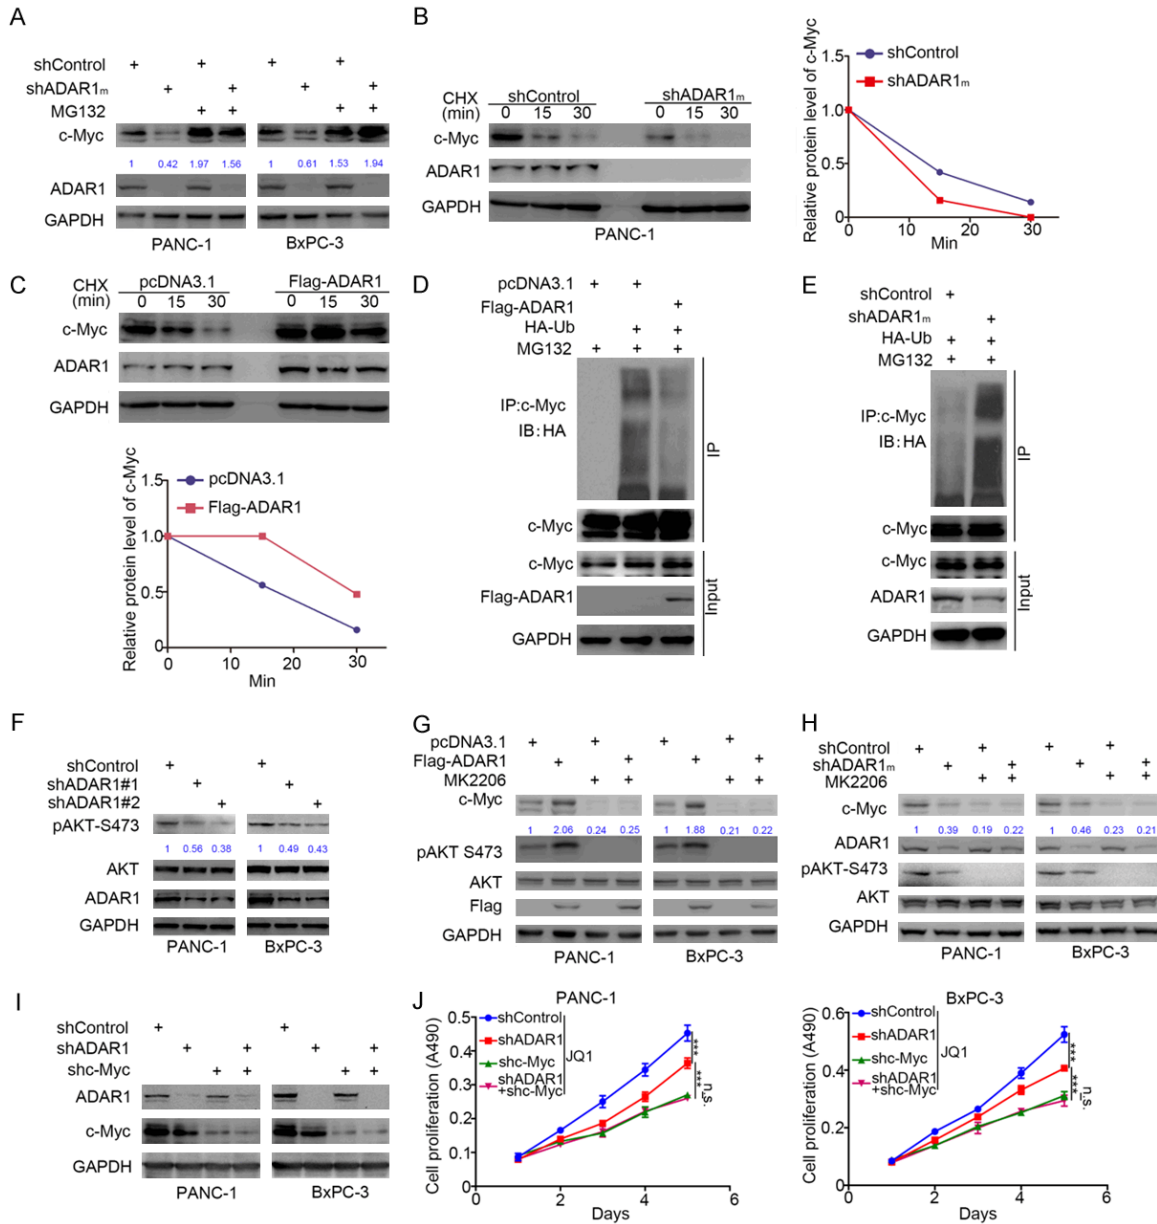 A
shControl + + + +
shADAR1m + + + +
MG132 + + + +
c-Myc
1 0.42 1.97 1.56 1 0.61 1.53 1.94
ADAR1
GAPDH
PANC-1 BxPC-3
B
CHX (min) shControl shADAR1m
0 15 30 0 15 30
c-Myc
ADAR1
GAPDH
PANC-1
shControl
shADAR1m
Relative protein level of c-Myc
1.5
1.0
0.5
0
0 10 20 30
Min
C
CHX (min) pcDNA3.1 Flag-ADAR1
0 15 30 0 15 30
c-Myc
ADAR1
GAPDH
pcDNA3.1
Flag-ADAR1
Relative protein level of c-Myc
1.5
1.0
0.5
0
0 10 20 30
Min
D
pcDNA3.1 + +
Flag-ADAR1 +
HA-Ub + +
MG132 + + +
IP:c-Myc
IB:HA
IP
c-Myc
c-Myc
Flag-ADAR1
Input
GAPDH
E
shControl +
shADAR1m +
HA-Ub + +
MG132 + +
IP:c-Myc
IB:HA
IP
c-Myc
c-Myc
ADAR1
Input
GAPDH
F
shControl + +
shADAR1#1 + +
shADAR1#2 + +
pAKT-S473
1 0.56 0.38 1 0.49 0.43
AKT
ADAR1
GAPDH
PANC-1 BxPC-3
G
pcDNA3.1 + + + +
Flag-ADAR1 + + + +
MK2206 + + + +
c-Myc
1 2.06 0.24 0.25 1 1.88 0.21 0.22
pAKT S473
AKT
Flag
GAPDH
PANC-1 BxPC-3
H
shControl + + + +
shADAR1m + + + +
MK2206 + + + +
c-Myc
1 0.39 0.19 0.22 1 0.46 0.23 0.21
ADAR1
pAKT-S473
AKT
GAPDH
PANC-1 BxPC-3
I
shControl + +
shADAR1 + + + +
shc-Myc + + + +
ADAR1
c-Myc
GAPDH
PANC-1 BxPC-3
J
PANC-1
shControl
shADAR1
shc-Myc
shADAR1
+shc-Myc
JQ1
***
***
n.s.
Cell proliferation (A490)
0.5
0.4
0.3
0.2
0.1
0.0
0 2 4 6
Days
BxPC-3
shControl
shADAR1
shc-Myc
shADAR1
+shc-Myc
JQ1
***
***
n.s.
Cell proliferation (A490)
0.6
0.4
0.2
0.0
0 2 4 6
Days